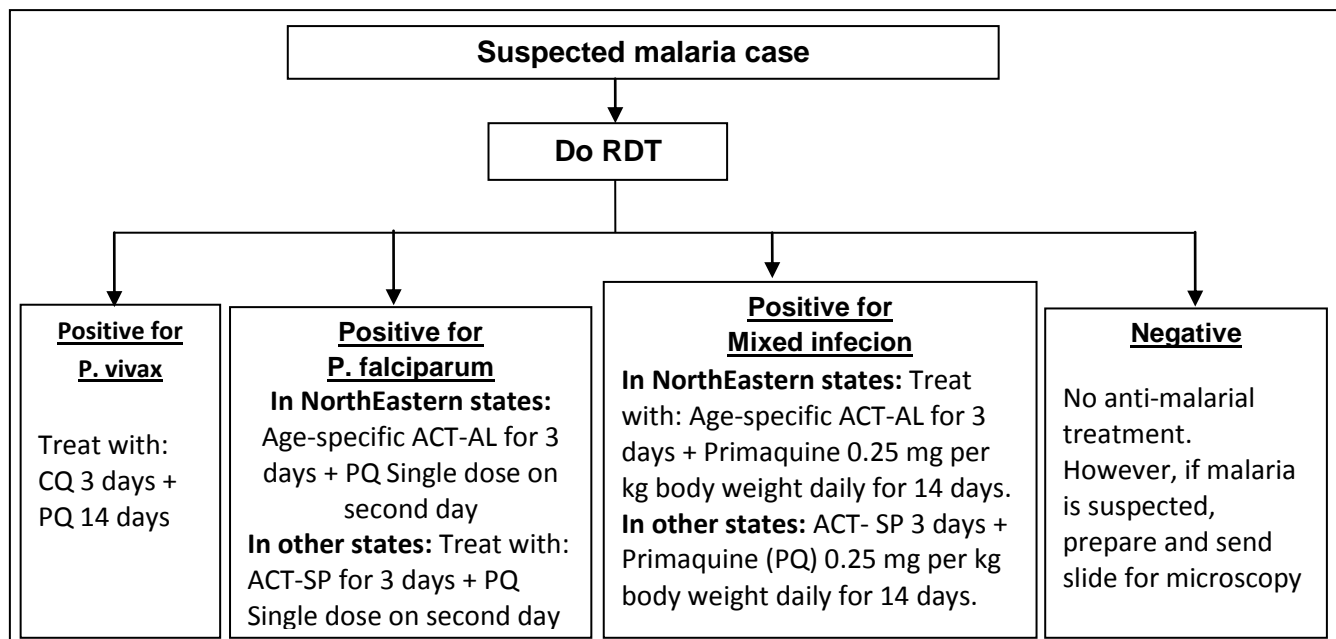 Suspected malaria case
Do RDT
Positive for
P. vivax
Treat with:
CQ 3 days +
PQ 14 days
Positive for
P. falciparum
In NorthEastern states:
Age-specific ACT-AL for 3
days + PQ Single dose on
second day
In other states: Treat with:
ACT-SP for 3 days + PQ
Single dose on second day
Positive for
Mixed infecion
In NorthEastern states: Treat
with: Age-specific ACT-AL for 3
days + Primaquine 0.25 mg per
kg body weight daily for 14 days.
In other states: ACT- SP 3 days +
Primaquine (PQ) 0.25 mg per kg
body weight daily for 14 days.
Negative
No anti-malarial
treatment.
However, if malaria
is suspected,
prepare and send
slide for microscopy